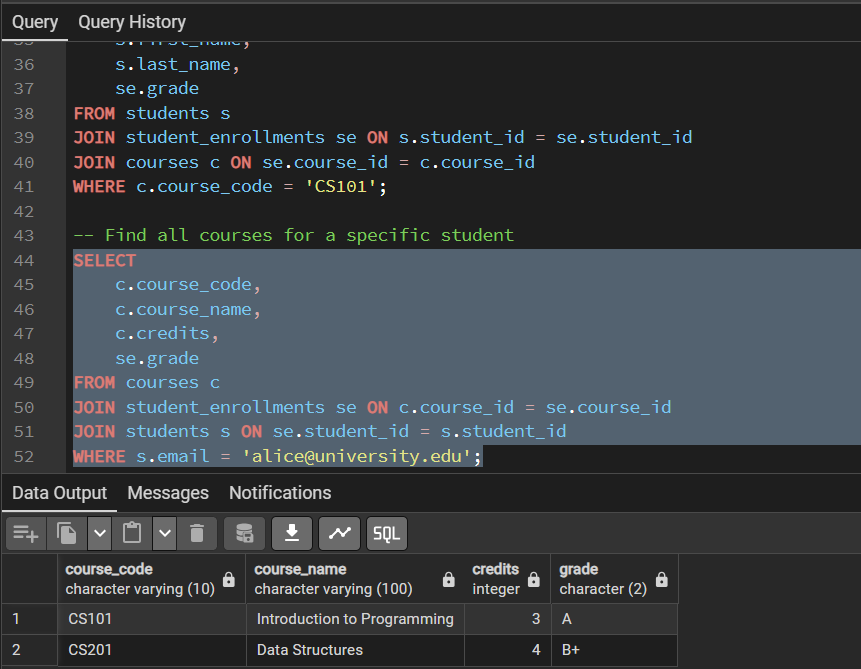 Query Query History
35 s.first_name,
36 s.last_name,
37 se.grade
38 FROM students s
39 JOIN student_enrollments se ON s.student_id = se.student_id
40 JOIN courses c ON se.course_id = c.course_id
41 WHERE c.course_code = 'CS101';
42
43 -- Find all courses for a specific student
44 SELECT
45 c.course_code,
46 c.course_name,
47 c.credits,
48 se.grade
49 FROM courses c
50 JOIN student_enrollments se ON c.course_id = se.course_id
51 JOIN students s ON se.student_id = s.student_id
52 WHERE s.email = 'alice@university.edu';
Data Output Messages Notifications
SQL
course_code course_name credits grade
character varying (10) character varying (100) integer character (2)
1 CS101 Introduction to Programming 3 A
2 CS201 Data Structures 4 B+